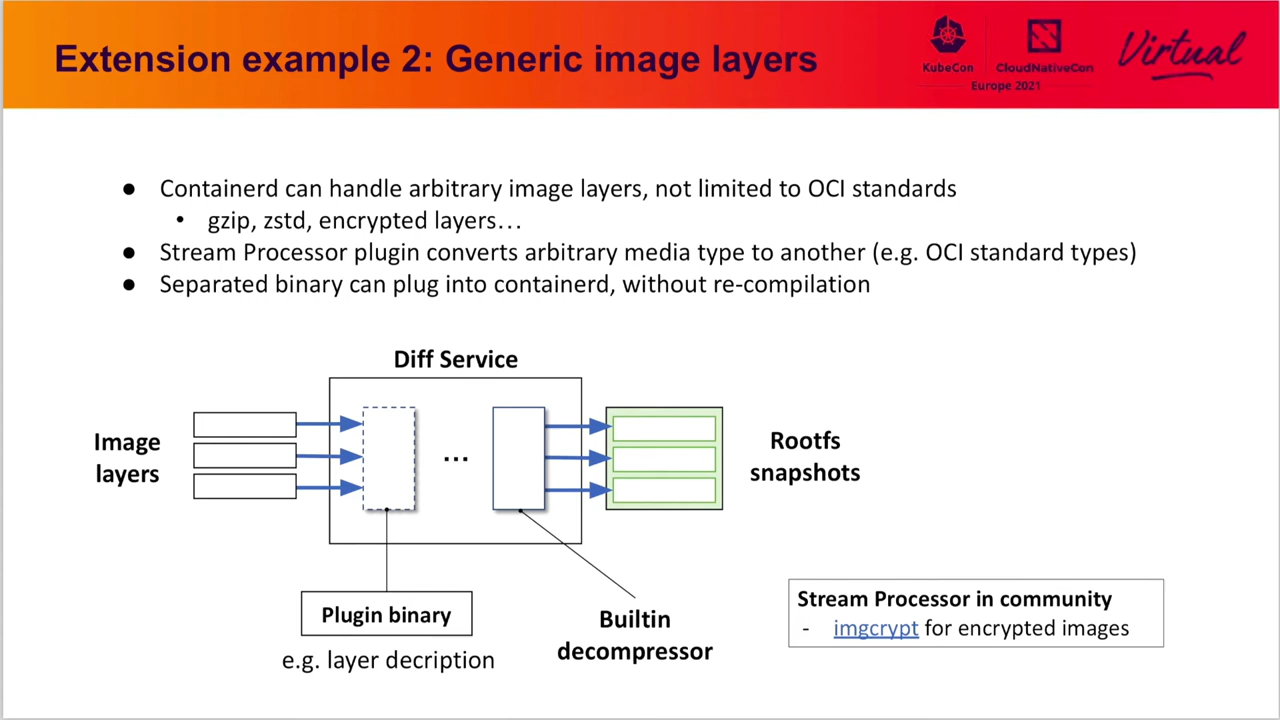 Extension example 2: Generic image layers
KubeCon
CloudNativeCon
Europe 2021
Virtual
● Containerd can handle arbitrary image layers, not limited to OCI standards
• gzip, zstd, encrypted layers…
● Stream Processor plugin converts arbitrary media type to another (e.g. OCI standard types)
● Separated binary can plug into containerd, without re-compilation
Diff Service
Image
layers
...
Rootfs
snapshots
Plugin binary
e.g. layer decription
Builtin
decompressor
Stream Processor in community
- imgcrypt for encrypted images